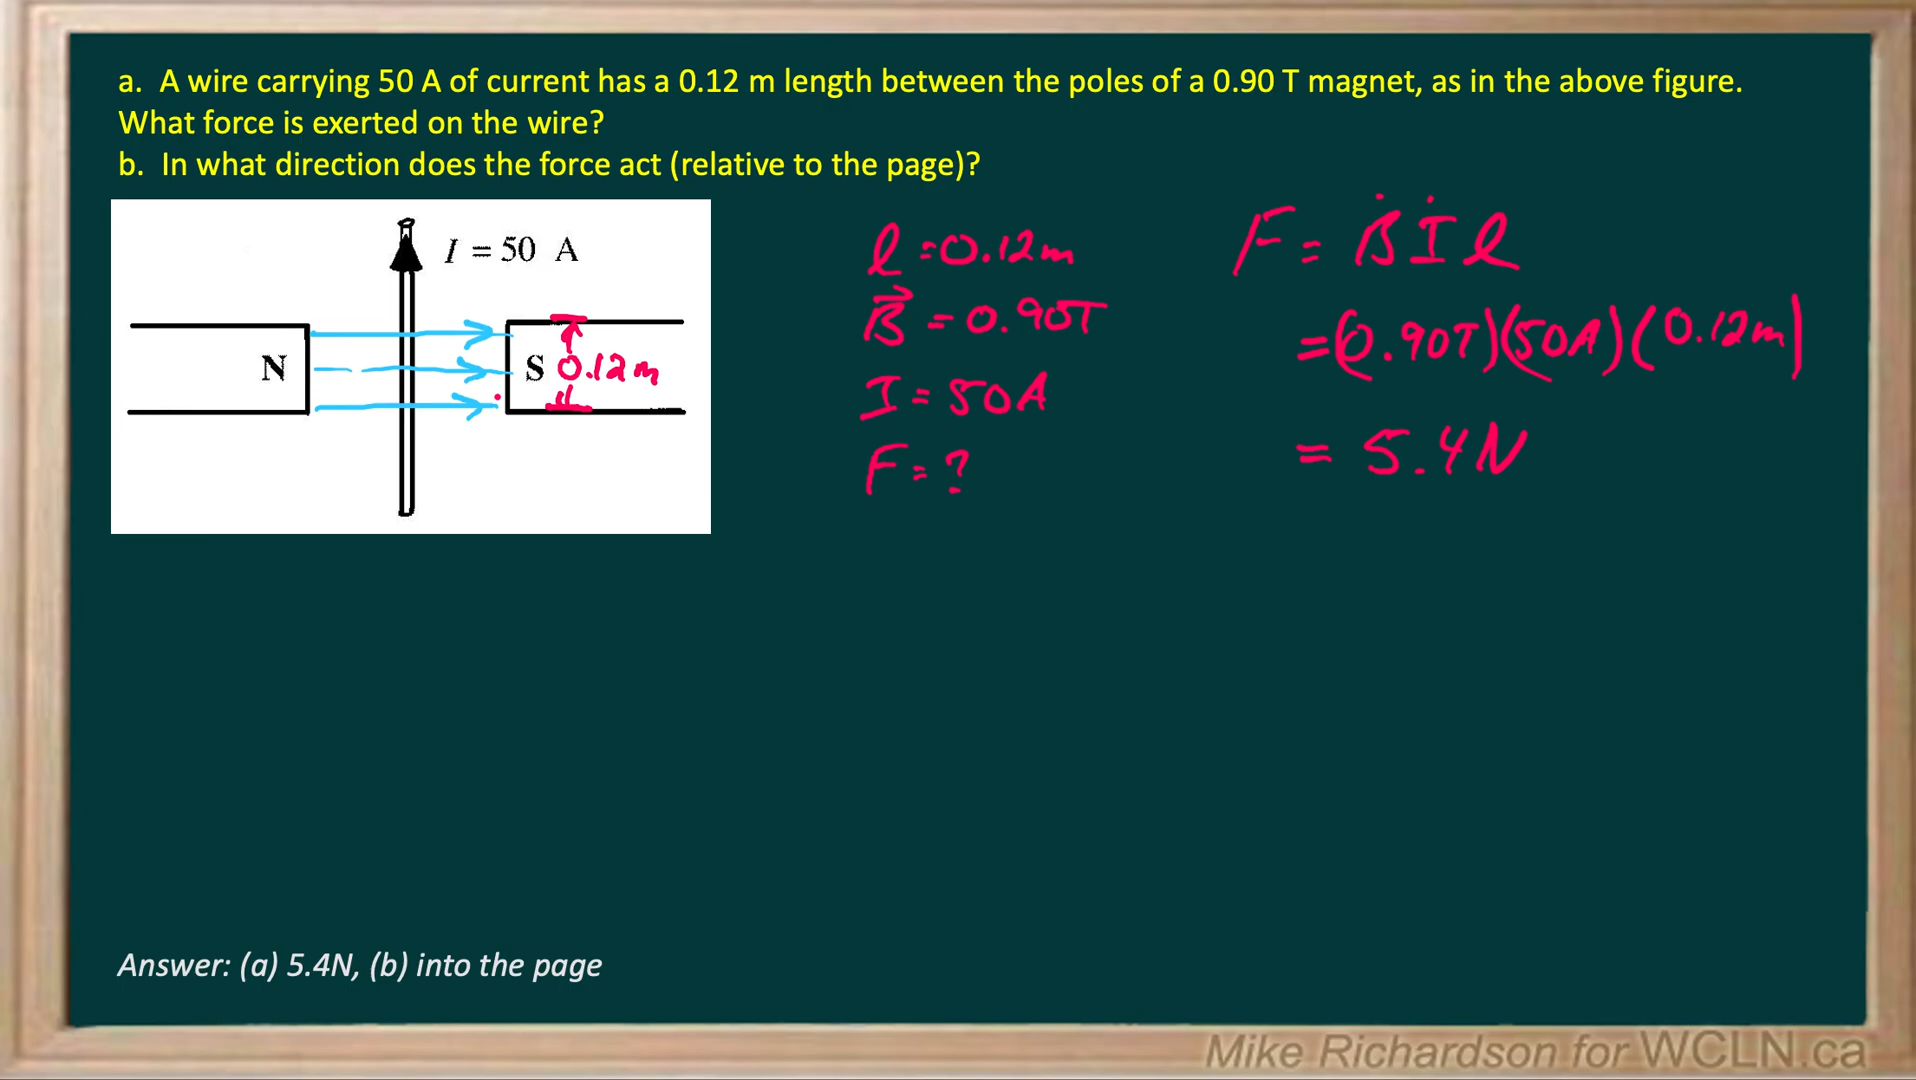 a. A wire carrying 50 A of current has a 0.12 m length between the poles of a 0.90 T magnet, as in the above figure.
What force is exerted on the wire?
b. In what direction does the force act (relative to the page)?
I = 50 A
N
S 0.12m
l = 0.12m
B⃗ = 0.90T
I = 50A
F = ?
F = B I l
= (0.90T)(50A)(0.12m)
= 5.4N
Answer: (a) 5.4N, (b) into the page
Mike Richardson for WCLN.ca